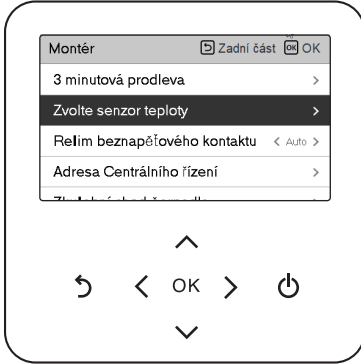 Montér Zadní část OK OK
3 minutová prodleva
Zvolte senzor teploty
Relim beznapěťového kontaktu < Auto >
Adresa Centrálního řízení
OK